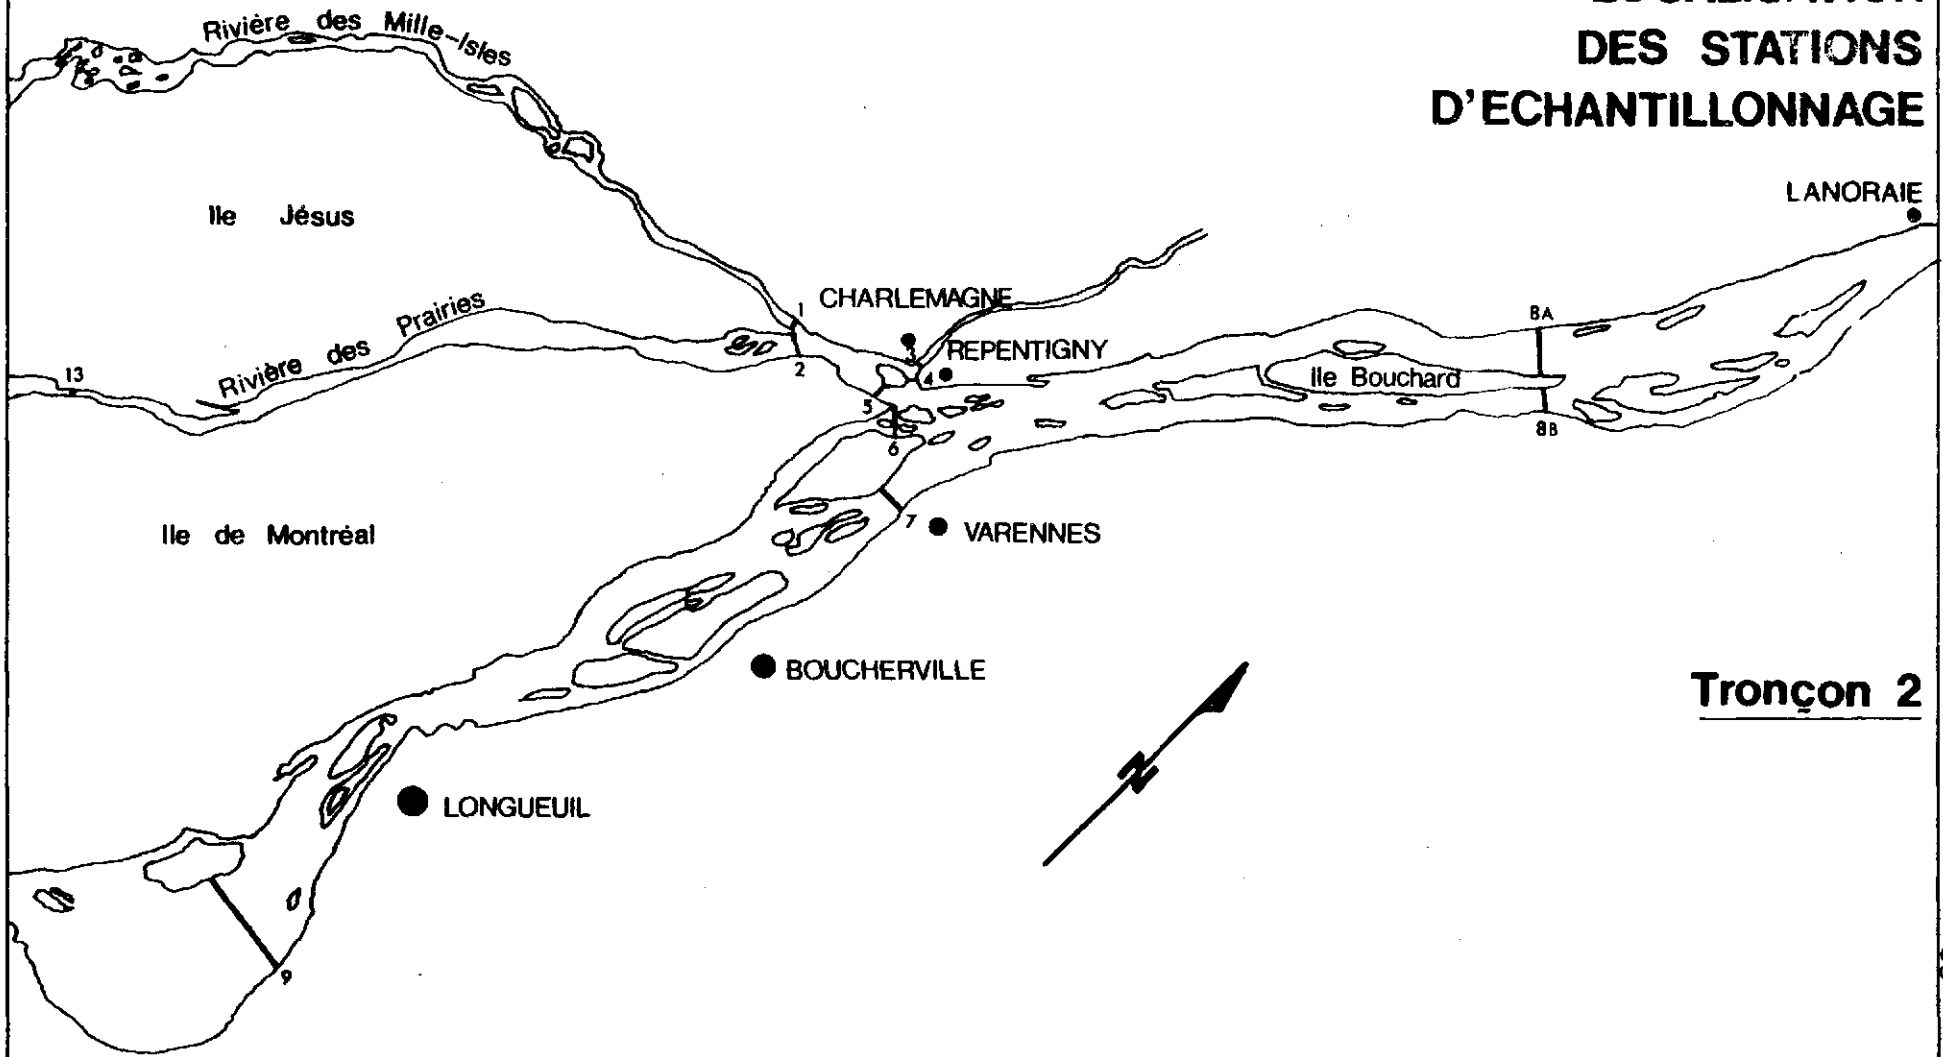 DES STATIONS
D'ECHANTILLONNAGE
Rivière des Mille-Isles
LANORAIE
Ile Jésus
CHARLEMAGNE
1
Rivière des Prairies
2
3
REPENTIGNY
4
8A
13
Ile Bouchard
5
8B
6
7
VARENNES
Ile de Montréal
BOUCHERVILLE
Tronçon 2
N
LONGUEUIL
9